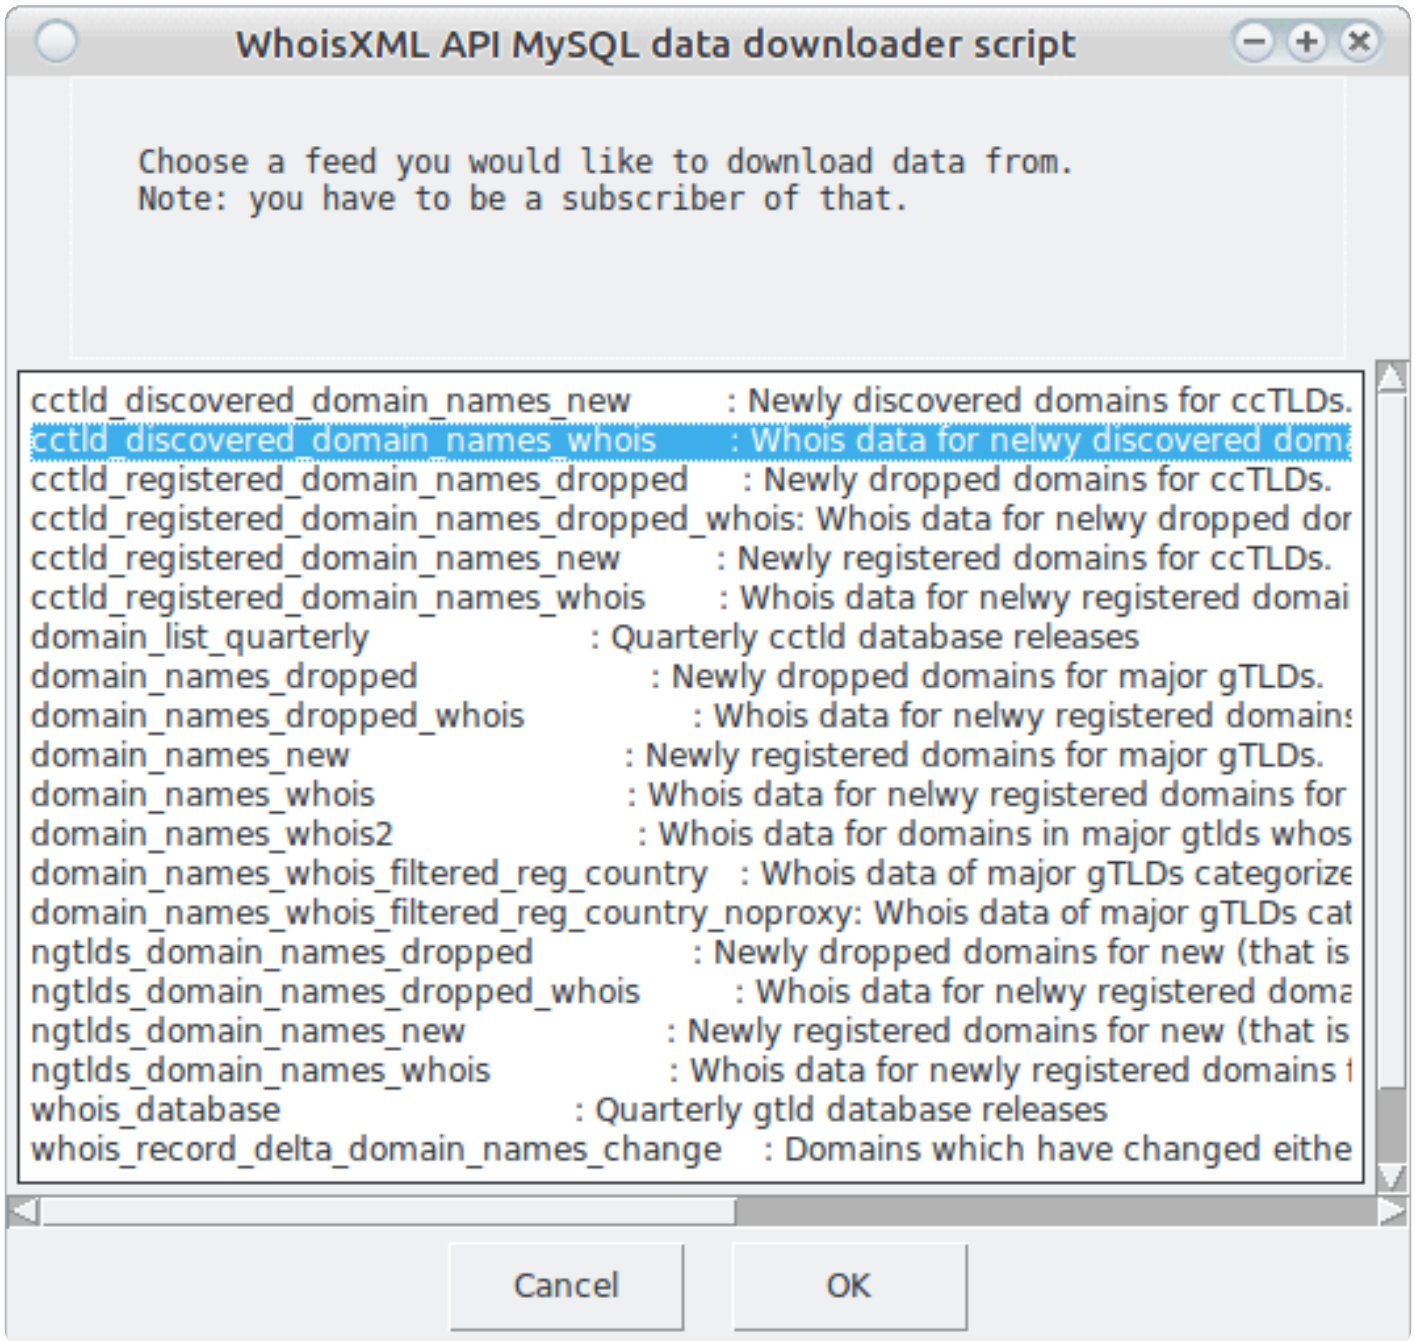 WhoisXML API MySQL data downloader script
Choose a feed you would like to download data from.
Note: you have to be a subscriber of that.
cctld_discovered_domain_names_new : Newly discovered domains for ccTLDs.
cctld_discovered_domain_names_whois : Whois data for nelwy discovered
cctld_registered_domain_names_dropped : Newly dropped domains for ccTLDs.
cctld_registered_domain_names_dropped_whois: Whois data for nelwy dropped
cctld_registered_domain_names_new : Newly registered domains for ccTLDs.
cctld_registered_domain_names_whois : Whois data for nelwy registered domai
domain_list_quarterly : Quarterly cctld database releases
domain_names_dropped : Newly dropped domains for major gTLDs.
domain_names_dropped_whois : Whois data for nelwy registered domains
domain_names_new : Newly registered domains for major gTLDs.
domain_names_whois : Whois data for nelwy registered domains for
domain_names_whois2 : Whois data for domains in major gtlds whos
domain_names_whois_filtered_reg_country : Whois data of major gTLDs categorize
domain_names_whois_filtered_reg_country_noproxy: Whois data of major gTLDs cat
ngtlds_domain_names_dropped : Newly dropped domains for new (that is
ngtlds_domain_names_dropped_whois : Whois data for nelwy registered doma
ngtlds_domain_names_new : Newly registered domains for new (that is
ngtlds_domain_names_whois : Whois data for newly registered domains
whois_database : Quarterly gtld database releases
whois_record_delta_domain_names_change : Domains which have changed eithe
Cancel OK